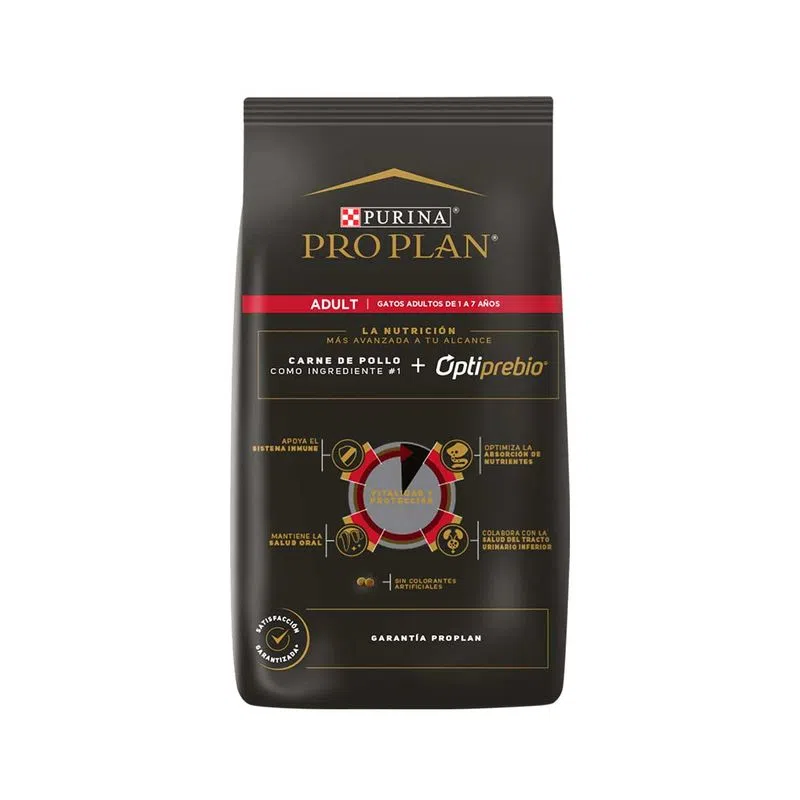 PURINA®
PRO PLAN®
ADULT | GATOS ADULTOS DE 1 A 7 AÑOS
LA NUTRICIÓN
MÁS AVANZADA A TU ALCANCE
CARNE DE POLLO
COMO INGREDIENTE #1
+
Optiprebio®
APOYA EL
SISTEMA INMUNE
OPTIMIZA LA
ABSORCIÓN DE
NUTRIENTES
VITALIDAD Y
PROTECCIÓN
MANTIENE LA
SALUD ORAL
COLABORA CON LA
SALUD DEL TRACTO
URINARIO INFERIOR
SIN COLORANTES
ARTIFICIALES
SATISFACCIÓN
GARANTIZADA*
GARANTÍA PROPLAN